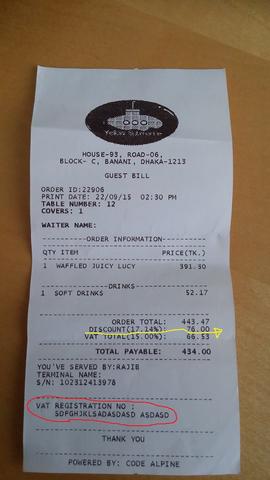 Yellow Submarine
HOUSE-93, ROAD-06,
BLOCK- C, BANANI, DHAKA-1213
GUEST BILL
ORDER ID:22906
PRINT DATE: 22/09/15 02:30 PM
TABLE NUMBER: 12
COVERS: 1
WAITER NAME:
ORDER INFORMATION
QTY ITEM PRICE(TK.)
1 WAFFLED JUICY LUCY 391.30
DRINKS
1 SOFT DRINKS 52.17
ORDER TOTAL: 443.47
DISCOUNT(17.14%): 76.00
VAT TOTAL(15.00%): 66.53
TOTAL PAYABLE: 434.00
YOU'VE SERVED BY:RAJIB
TERMINAL NAME:
S/N: 102312413978
VAT REGISTRATION NO :
SDFGHJKLSADASDASD ASDASD
THANK YOU
POWERED BY: CODE ALPINE